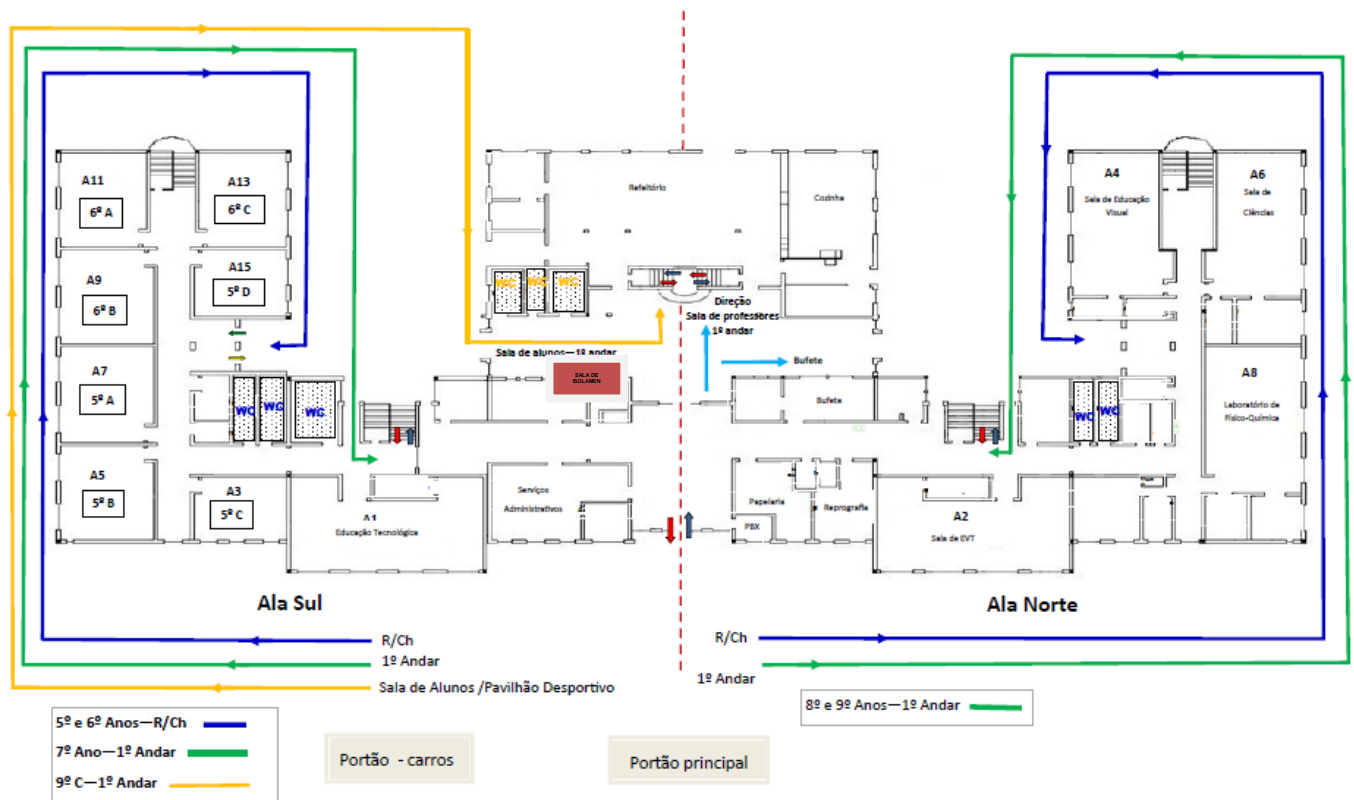 A11
6º A
A13
6º C
A9
6º B
A15
5º D
A7
5º A
A5
5º B
A3
5º C
WC
WC
WC
A1
Educação Tecnológica
Refeitório
Cozinha
WC
WC
WC
Direção
Sala de professores
1º andar
Sala de alunos—1º andar
SALA DE
ISOLAMEN
Bufete
Bufete
Serviços
Administrativos
Papelaria
PBX
Reprografia
A4
Sala de Educação
Visual
A6
Sala de
Ciências
A8
Laboratório de
Físico-Química
WC
WC
A2
Sala de EVT
Ala Sul
Ala Norte
R/Ch
1º Andar
Sala de Alunos /Pavilhão Desportivo
R/Ch
1º Andar
5º e 6º Anos—R/Ch
7º Ano—1º Andar
9º C—1º Andar
8º e 9º Anos—1º Andar
Portão - carros
Portão principal